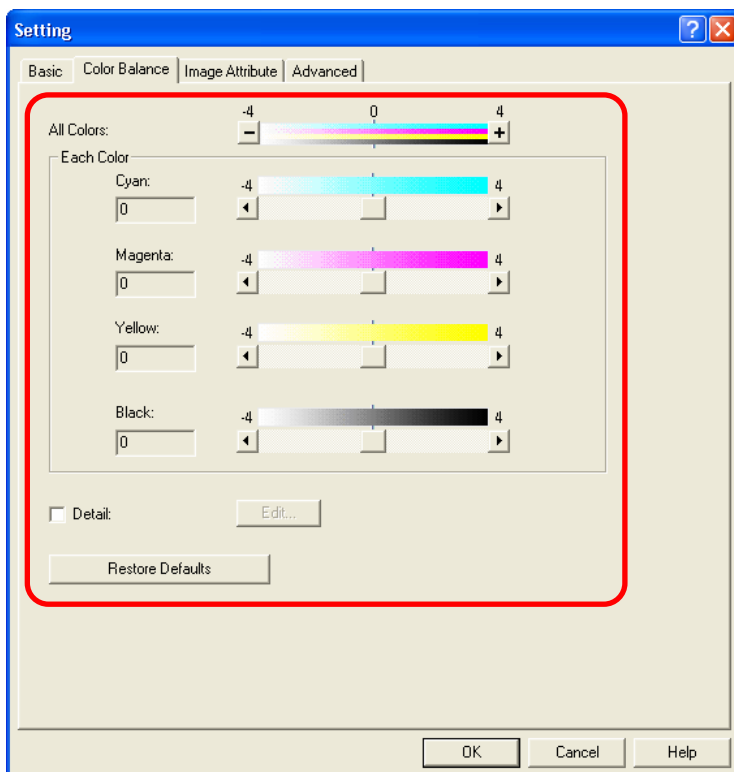 Setting
Basic Color Balance Image Attribute Advanced
-4 0 4
All Colors:
Each Color
Cyan: -4 4
0
Magenta: -4 4
0
Yellow: -4 4
0
Black: -4 4
0
Detail: Edit...
Restore Defaults
OK Cancel Help